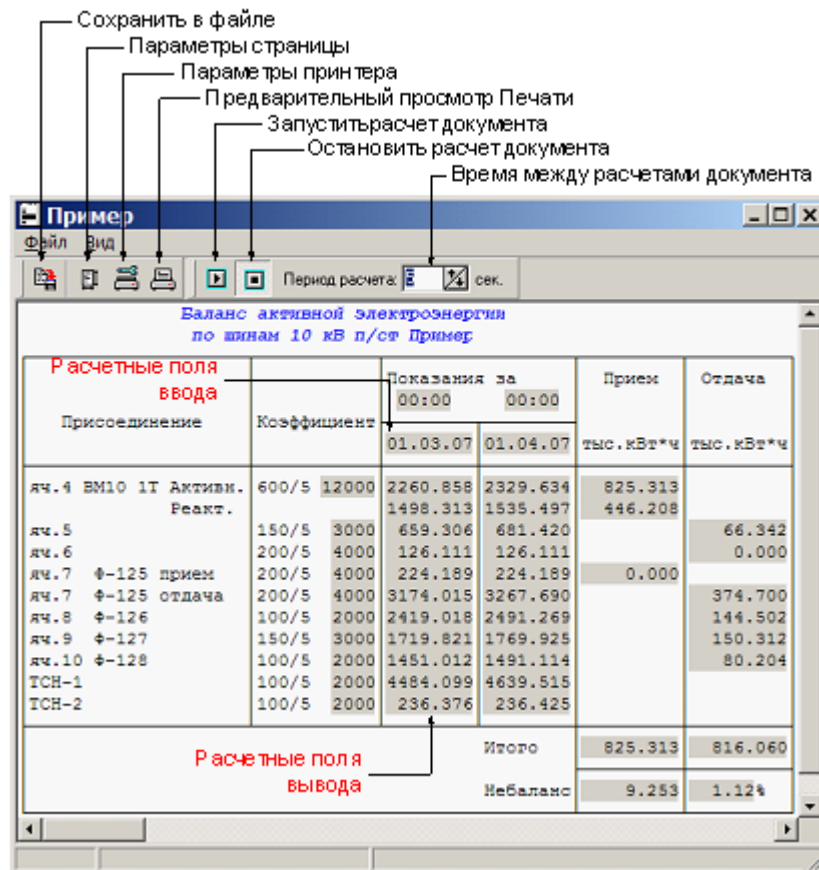 Сохранить в файле
Параметры страницы
Параметры принтера
Предварительный просмотр Печати
Запустить расчет документа
Остановить расчет документа
Время между расчетами документа
Пример
Файл Вид
Период расчета: сек.
Баланс активной электроэнергии
по шинам 10 кВ п/ст Пример
Расчетные поля
ввода
Показания за Прием Отдача
00:00 00:00
Присоединение Коэффициент
01.03.07 01.04.07 тыс.кВт*ч тыс.кВт*ч
яч.4 ВМ10 1Т Активн. 600/5 12000 2260.858 2329.634 825.313
Реакт. 1498.313 1535.497 446.208
яч.5 150/5 3000 659.306 681.420 66.342
яч.6 200/5 4000 126.111 126.111 0.000
яч.7 Ф-125 прием 200/5 4000 224.189 224.189 0.000
яч.7 Ф-125 отдача 200/5 4000 3174.015 3267.690 374.700
яч.8 Ф-126 100/5 2000 2419.018 2491.269 144.502
яч.9 Ф-127 150/5 3000 1719.821 1769.925 150.312
яч.10 Ф-128 100/5 2000 1451.012 1491.114 80.204
ТСН-1 100/5 2000 4484.099 4639.515
ТСН-2 100/5 2000 236.376 236.425
Итого 825.313 816.060
Расчетные поля
вывода
Небаланс 9.253 1.12%